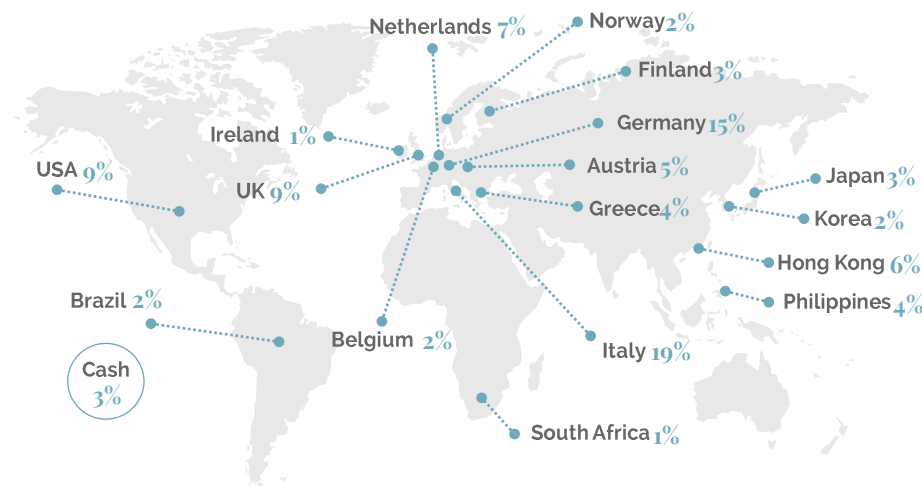 Netherlands 7%
Norway 2%
Finland 3%
Ireland 1%
Germany 15%
USA 9%
UK 9%
Austria 5%
Japan 3%
Greece 4%
Korea 2%
Hong Kong 6%
Brazil 2%
Philippines 4%
Belgium 2%
Italy 19%
Cash
3%
South Africa 1%